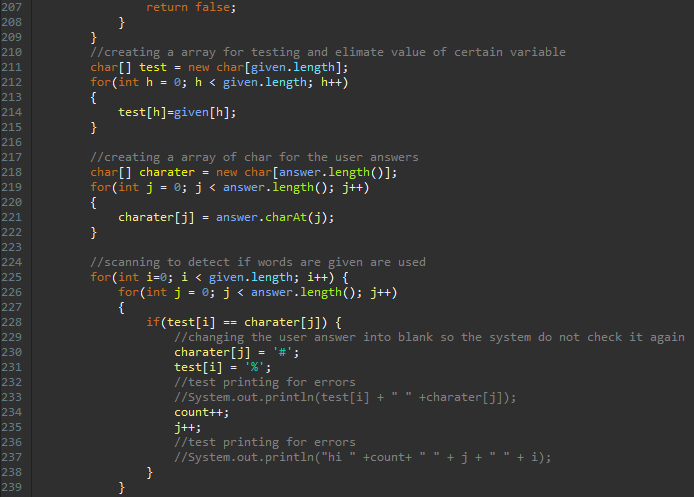 207 return false;
208 }
209 }
210 //creating a array for testing and elimate value of certain variable
211 char[] test = new char[given.length];
212 for(int h = 0; h < given.length; h++)
213 {
214 test[h]=given[h];
215 }
216
217 //creating a array of char for the user answers
218 char[] charater = new char[answer.length()];
219 for(int j = 0; j < answer.length(); j++)
220 {
221 charater[j] = answer.charAt(j);
222 }
223
224 //scanning to detect if words are given are used
225 for(int i=0; i < given.length; i++) {
226 for(int j = 0; j < answer.length(); j++)
227 {
228 if(test[i] == charater[j]) {
229 //changing the user answer into blank so the system do not check it again
230 charater[j] = '#';
231 test[i] = '%';
232 //test printing for errors
233 //System.out.println(test[i] + " " +charater[j]);
234 count++;
235 j++;
236 //test printing for errors
237 //System.out.println("hi " +count+ " " + j + " " + i);
238 }
239 }